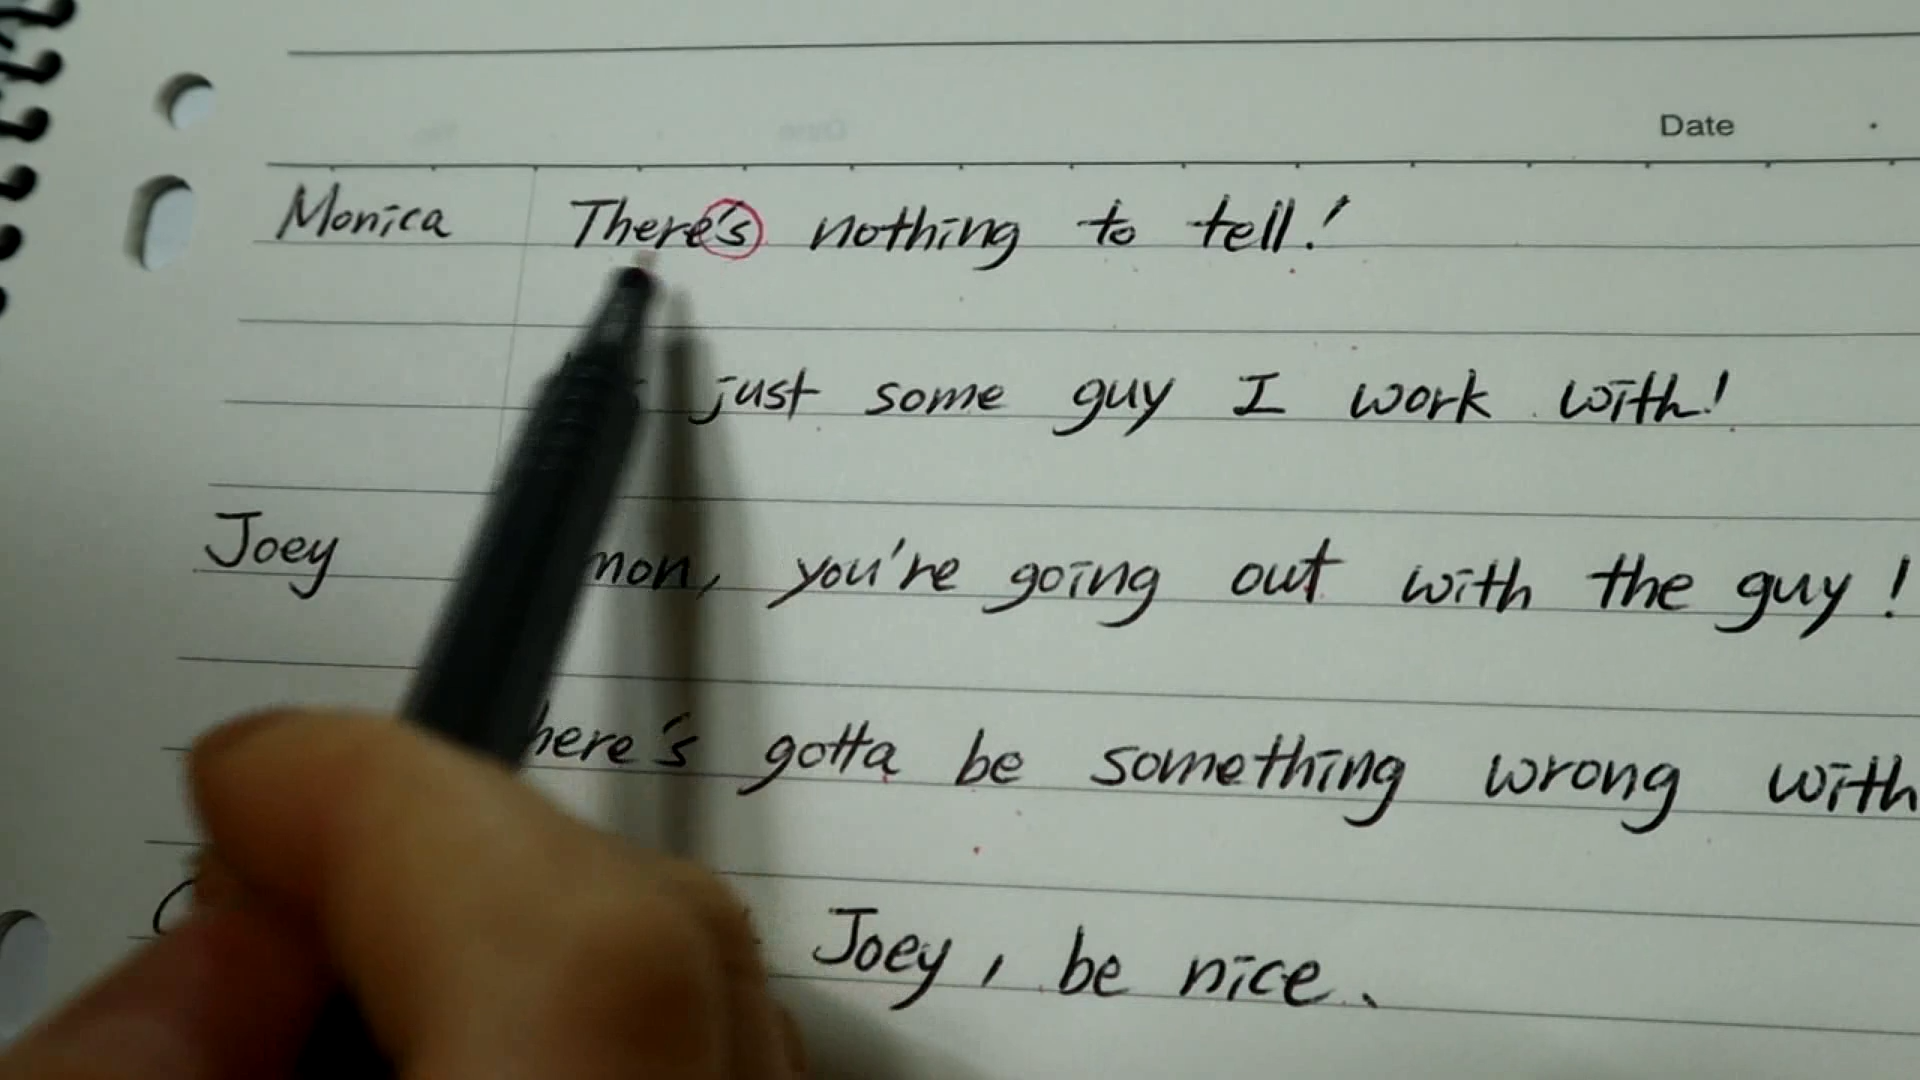 Date
Monica There's nothing to tell!
just some guy I work with!
Joey mon, you're going out with the guy!
here's gotta be something wrong with
Joey, be nice.